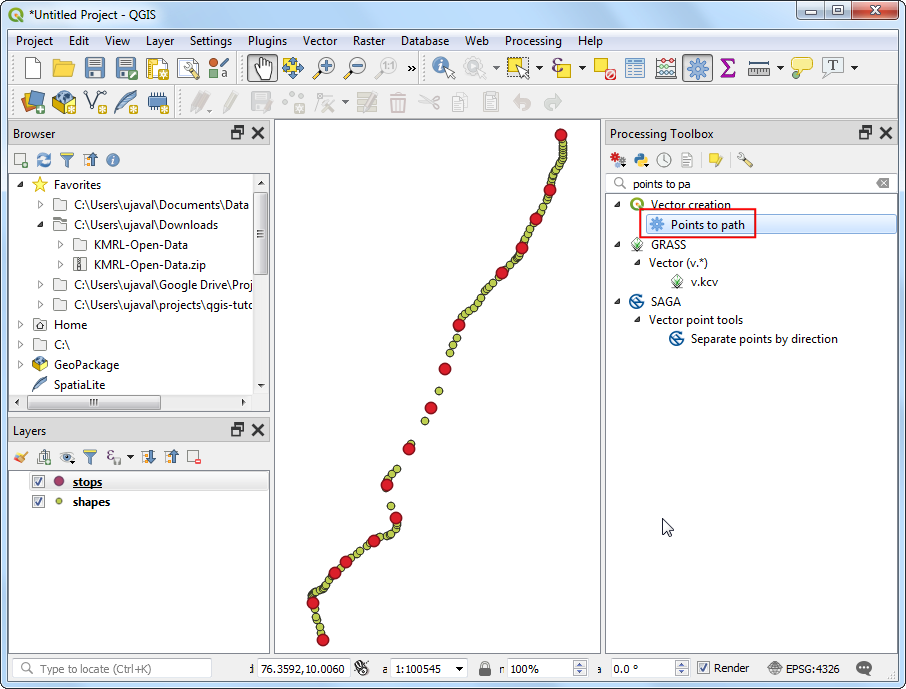 *Untitled Project - QGIS
Project Edit View Layer Settings Plugins Vector Raster Database Web Processing Help
Browser
Favorites
C:\Users\ujaval\Documents\Data
C:\Users\ujaval\Downloads
KMRL-Open-Data
KMRL-Open-Data.zip
C:\Users\ujaval\Google Drive\Proj
C:\Users\ujaval\projects\qgis-tuto
Home
C:\
GeoPackage
SpatiaLite
Layers
stops
shapes
Processing Toolbox
points to pa
Vector creation
Points to path
GRASS
Vector (v.*)
v.kcv
SAGA
Vector point tools
Separate points by direction
Type to locate (Ctrl+K) 76.3592,10.0060 a 1:100545 100% a 0.0 ° Render EPSG:4326